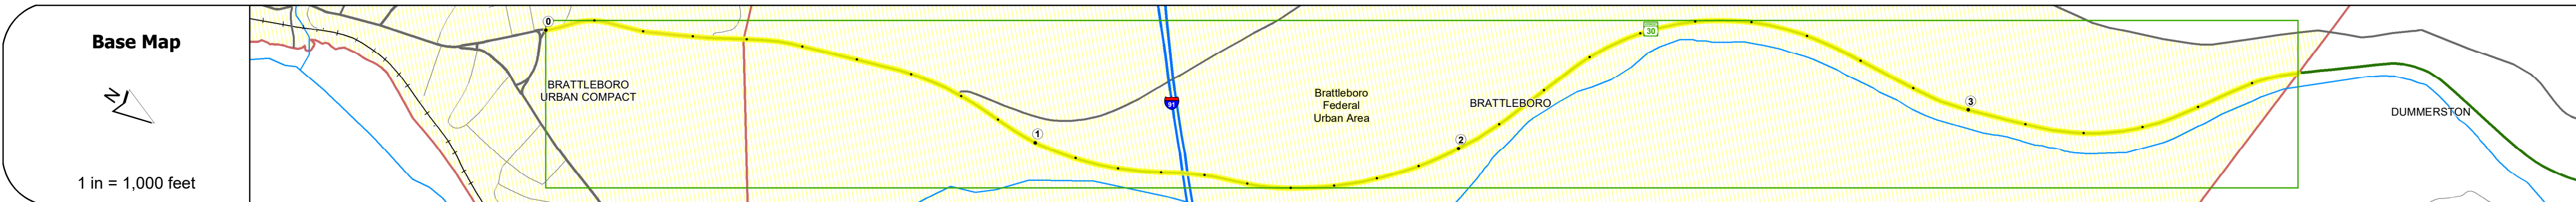 Base Map
N
1 in = 1,000 feet
0
BRATTLEBORO
URBAN COMPACT
1
91
Brattleboro
Federal
Urban Area
2
BRATTLEBORO
30
3
DUMMERSTON